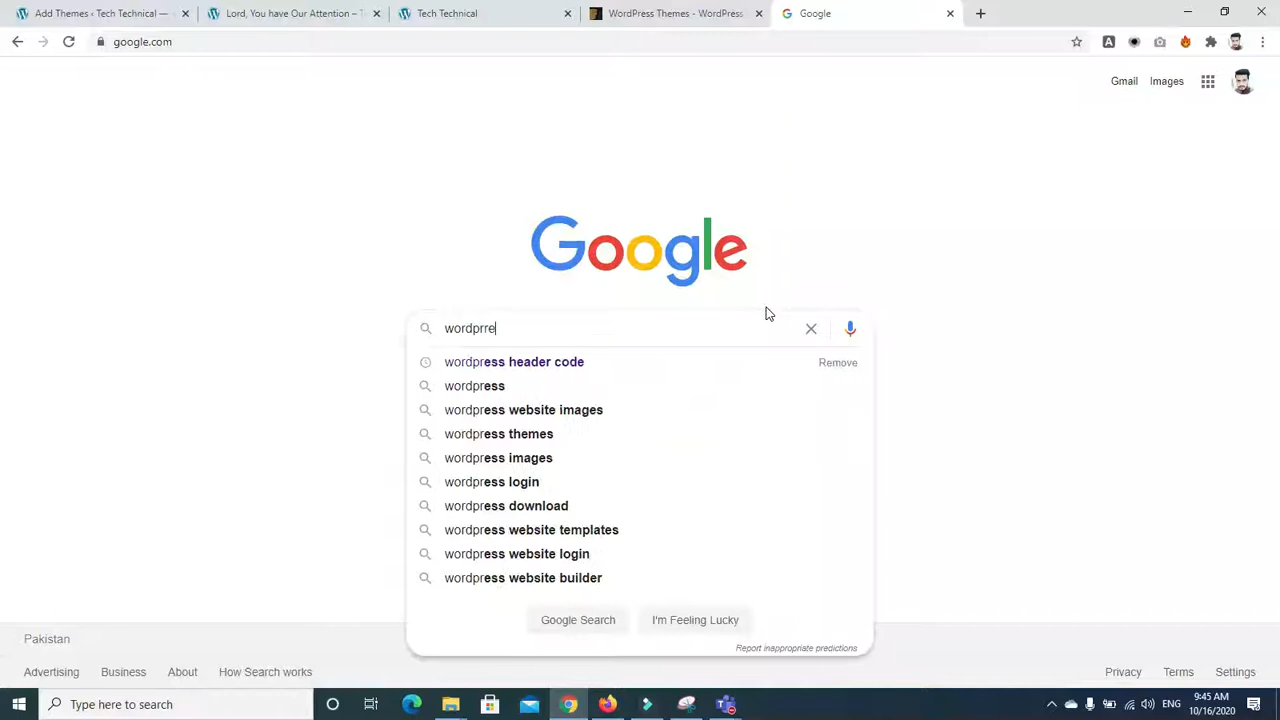 Add Themes ‹ Tech Technical —
Lord, You have Our Attention – T
Tech Technical
WordPress Themes - WordPress
Google
google.com
A
Gmail
Images
Google
wordprre
wordpress header code
Remove
wordpress
wordpress website images
wordpress themes
wordpress images
wordpress login
wordpress download
wordpress website templates
wordpress website login
wordpress website builder
Google Search
I'm Feeling Lucky
Report inappropriate predictions
Pakistan
Advertising
Business
About
How Search works
Privacy
Terms
Settings
Type here to search
ENG
9:45 AM
10/16/2020